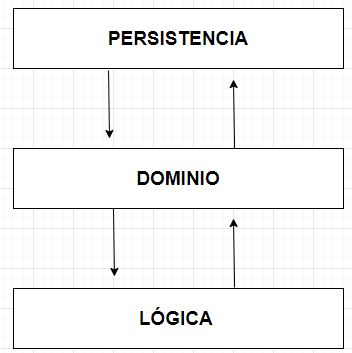 PERSISTENCIA
DOMINIO
LÓGICA